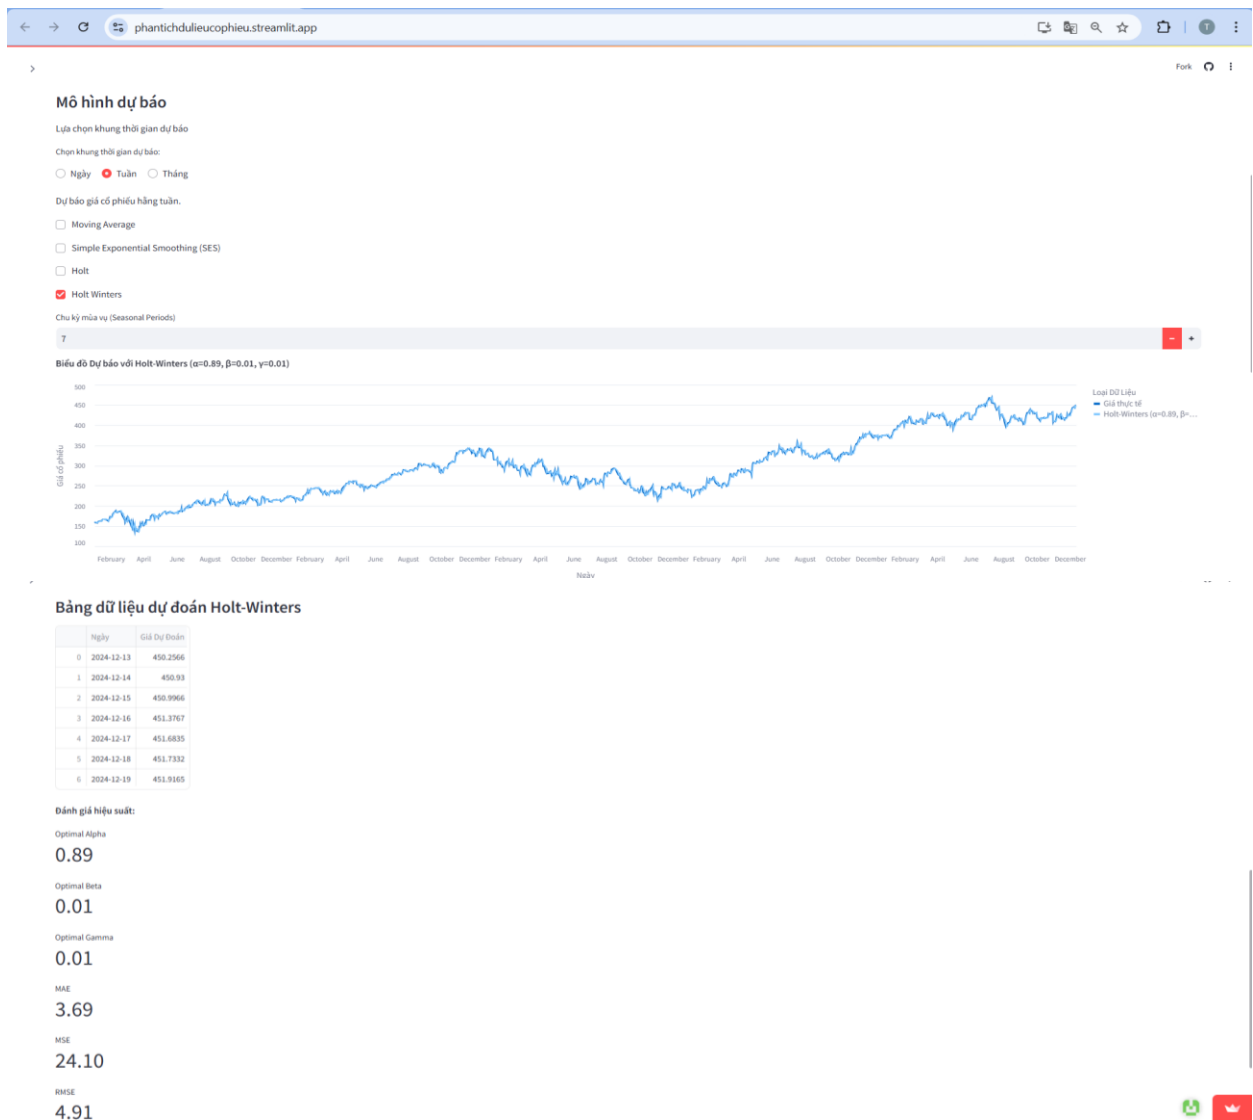 phantichdulieucophieu.streamlit.app
T
Fork
Mô hình dự báo
Lựa chọn khung thời gian dự báo
Chọn khung thời gian dự báo:
Ngày Tuần Tháng
Dự báo giá cổ phiếu hằng tuần.
Moving Average
Simple Exponential Smoothing (SES)
Holt
Holt Winters
Chu kỳ mùa vụ (Seasonal Periods)
7 - +
Biểu đồ Dự báo với Holt-Winters (α=0.89, β=0.01, γ=0.01)
500
450
400
350
300
250
200
150
100
Giá cổ phiếu
Loại Dữ Liệu
Giá thực tế
Holt-Winters (α=0.89, β=...
February April June August October December February April June August October December February April June August October December February April June August October December February April June August October December
Ngày
Bảng dữ liệu dự đoán Holt-Winters
Ngày Giá Dự Đoán
0 2024-12-13 450.2566
1 2024-12-14 450.93
2 2024-12-15 450.9966
3 2024-12-16 451.3767
4 2024-12-17 451.6835
5 2024-12-18 451.7332
6 2024-12-19 451.9165
Đánh giá hiệu suất:
Optimal Alpha
0.89
Optimal Beta
0.01
Optimal Gamma
0.01
MAE
3.69
MSE
24.10
RMSE
4.91